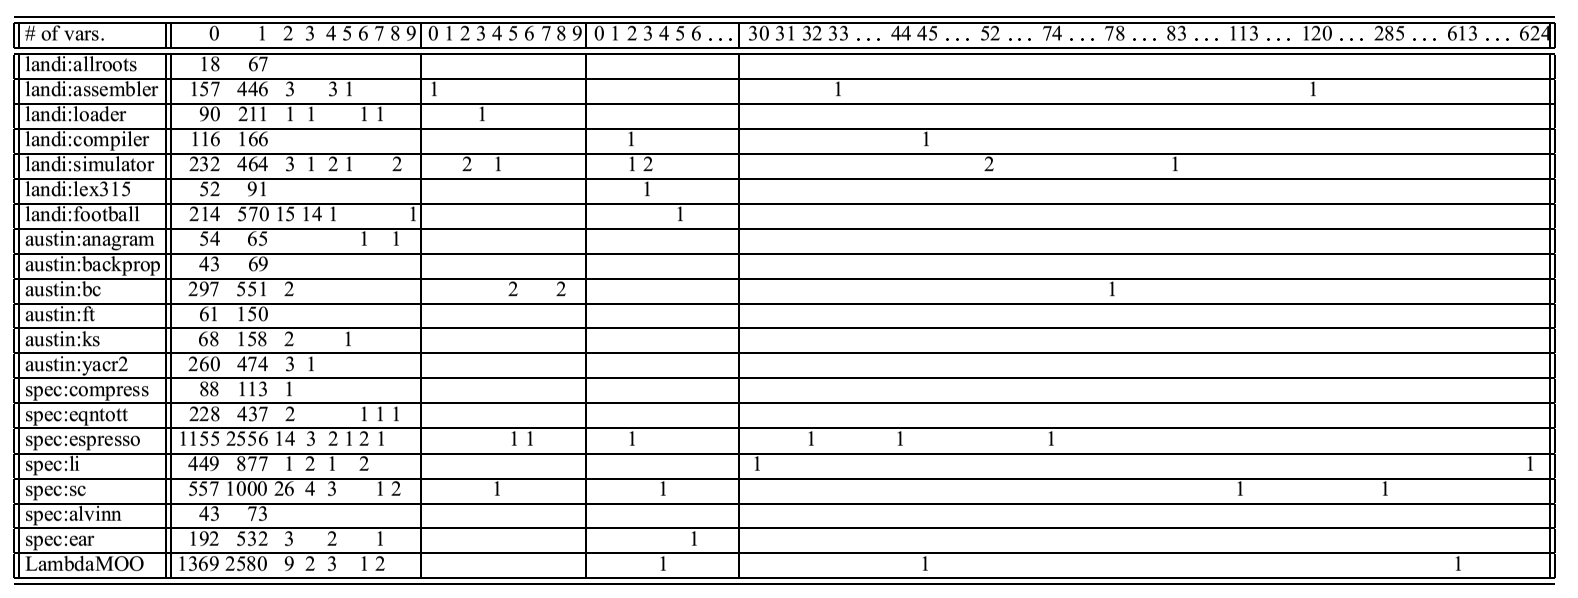 # of vars. 0 1 2 3 4 5 6 7 8 9 0 1 2 3 4 5 6 7 8 9 0 1 2 3 4 5 6 ... 30 31 32 33 ... 44 45 ... 52 ... 74 ... 78 ... 83 ... 113 ... 120 ... 285 ... 613 ... 624
landi:allroots 18 67
landi:assembler 157 446 3 3 1 1 1 1
landi:loader 90 211 1 1 1 1 1
landi:compiler 116 166 1 1
landi:simulator 232 464 3 1 2 1 2 2 1 1 2 2 1
landi:lex315 52 91 1
landi:football 214 570 15 14 1 1 1
austin:anagram 54 65 1 1
austin:backprop 43 69
austin:bc 297 551 2 2 2 1
austin:ft 61 150
austin:ks 68 158 2 1
austin:yacr2 260 474 3 1
spec:compress 88 113 1
spec:eqntott 228 437 2 1 1 1
spec:espresso 1155 2556 14 3 2 1 2 1 1 1 1 1 1 1
spec:li 449 877 1 2 1 2 1 1
spec:sc 557 1000 26 4 3 1 2 1 1 1 1
spec:alvinn 43 73
spec:ear 192 532 3 2 1 1
LambdaMOO 1369 2580 9 2 3 1 2 1 1 1